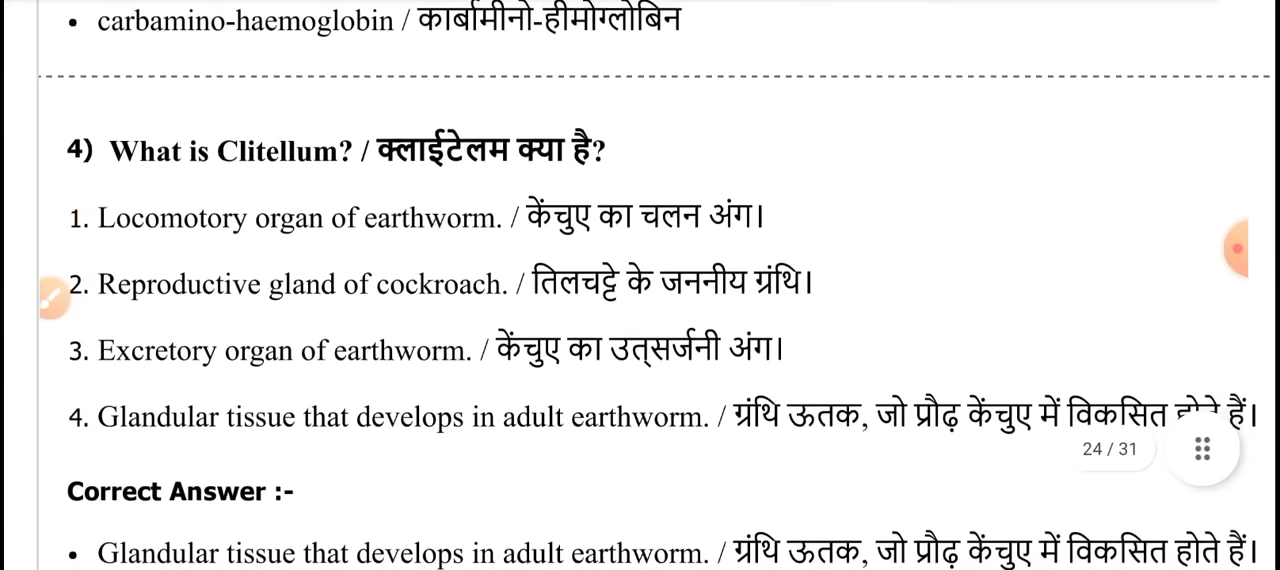 • carbamino-haemoglobin / कार्बामीनो-हीमोग्लोबिन
4) What is Clitellum? / क्लाईटेलम क्या है?
1. Locomotory organ of earthworm. / केंचुए का चलन अंग।
2. Reproductive gland of cockroach. / तिलचट्टे के जननीय ग्रंथि।
3. Excretory organ of earthworm. / केंचुए का उत्सर्जनी अंग।
4. Glandular tissue that develops in adult earthworm. / ग्रंथि ऊतक, जो प्रौढ़ केंचुए में विकसित होते हैं।
24 / 31
Correct Answer :-
• Glandular tissue that develops in adult earthworm. / ग्रंथि ऊतक, जो प्रौढ़ केंचुए में विकसित होते हैं।